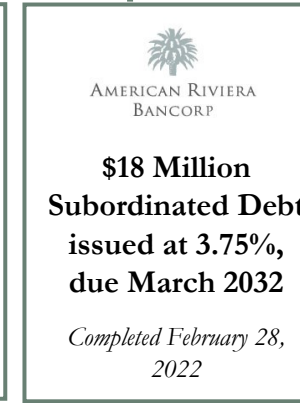 AMERICAN RIVIERA
BANCORP
$18 Million
Subordinated Debt
issued at 3.75%,
due March 2032
Completed February 28,
2022